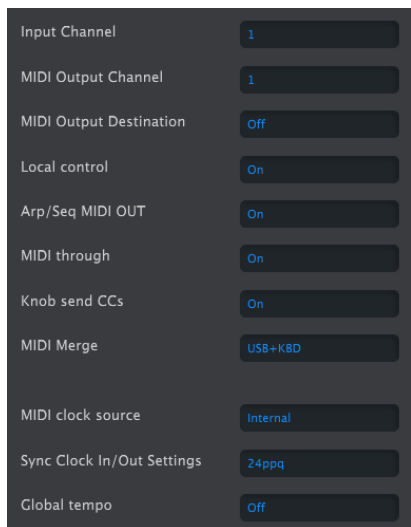 Input Channel 1
MIDI Output Channel 1
MIDI Output Destination Off
Local control On
Arp/Seq MIDI OUT On
MIDI through On
Knob send CCs On
MIDI Merge USB+KBD
MIDI clock source Internal
Sync Clock In/Out Settings 24ppq
Global tempo Off